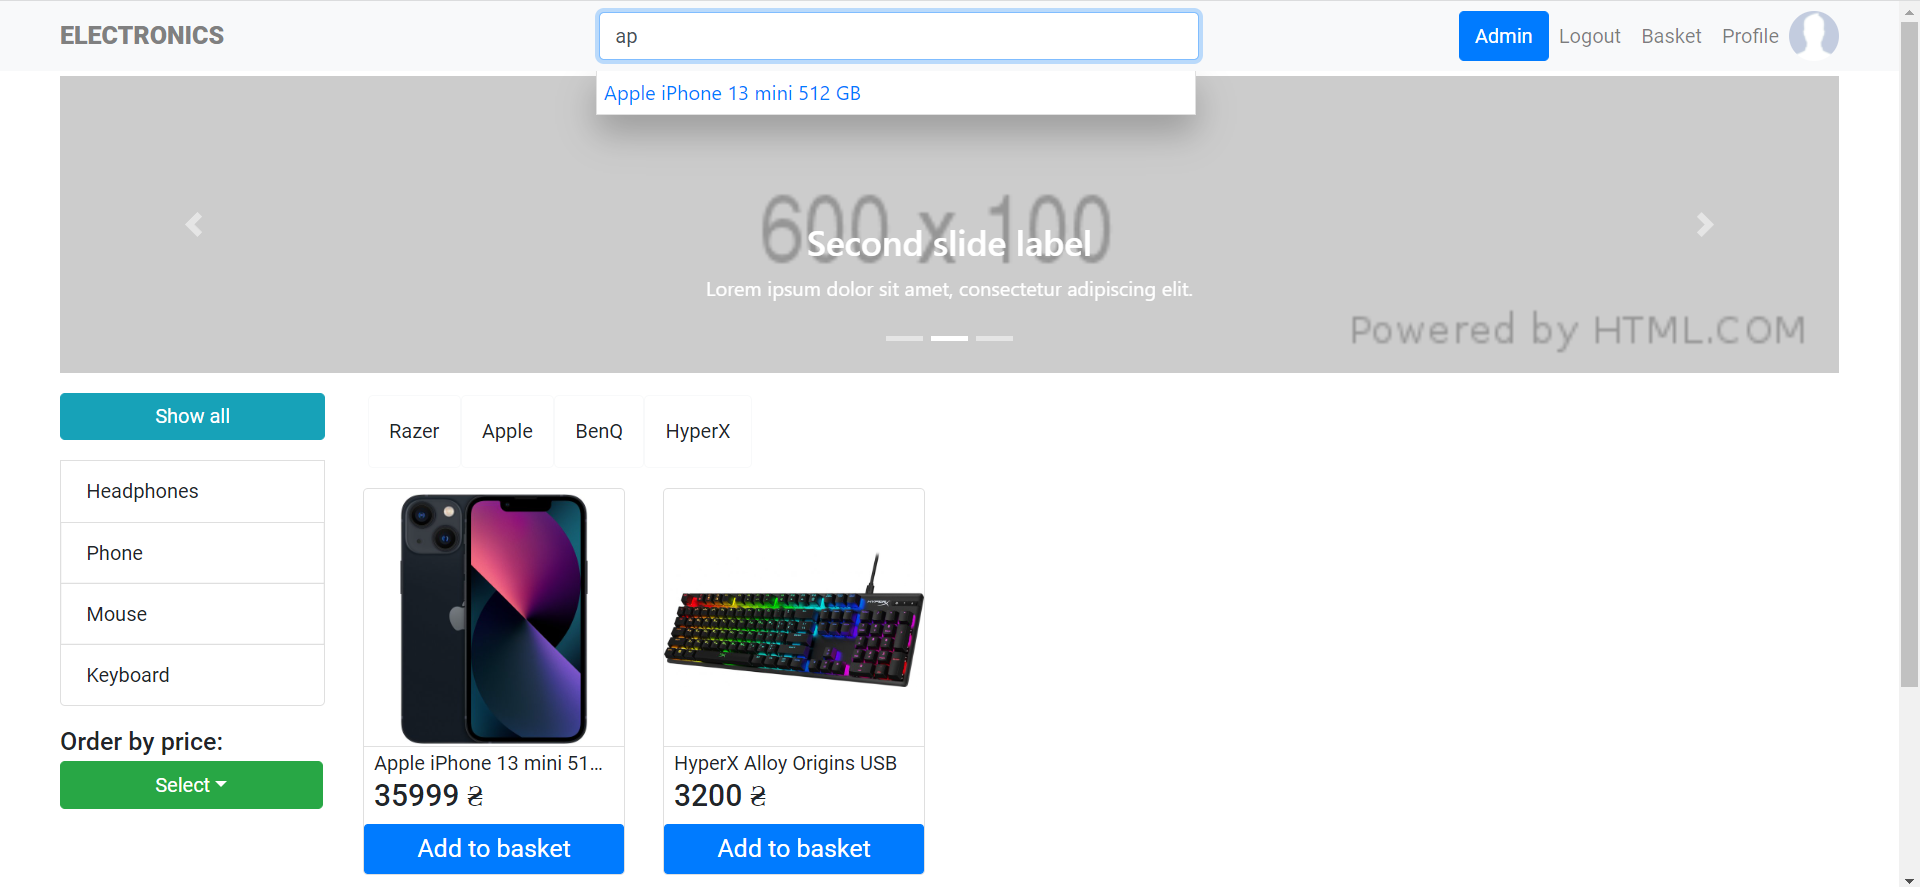 ELECTRONICS
ap
Admin
Logout
Basket
Profile
Apple iPhone 13 mini 512 GB
600 x 100
Second slide label
Lorem ipsum dolor sit amet, consectetur adipiscing elit.
Powered by HTML.COM
Show all
Razer
Apple
BenQ
HyperX
Headphones
Phone
Mouse
Keyboard
Order by price:
Select
HYPERX
Apple iPhone 13 mini 51...
35999 ₴
Add to basket
HyperX Alloy Origins USB
3200 ₴
Add to basket